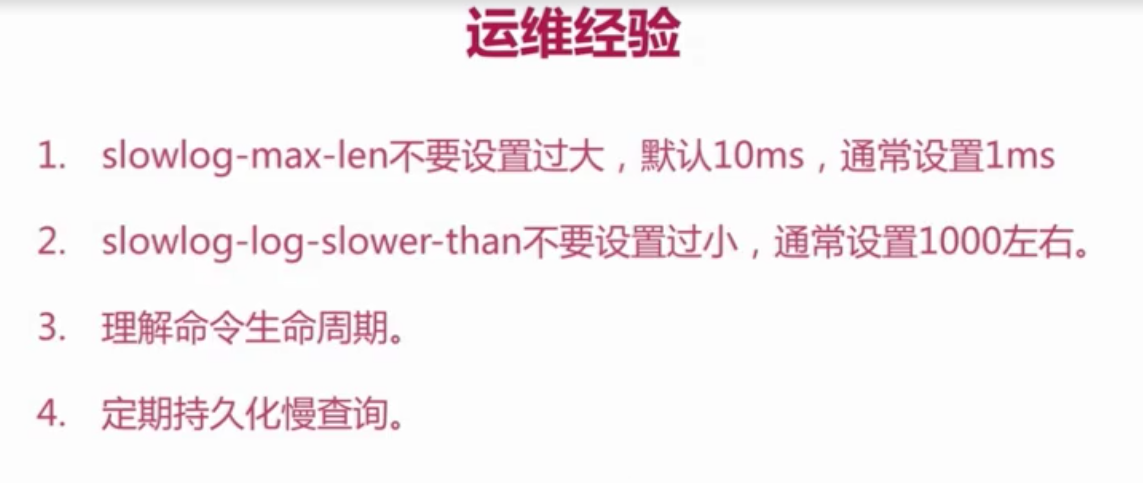 运维经验
1. slowlog-max-len不要设置过大，默认10ms，通常设置1ms
2. slowlog-log-slower-than不要设置过小，通常设置1000左右。
3. 理解命令生命周期。
4. 定期持久化慢查询。